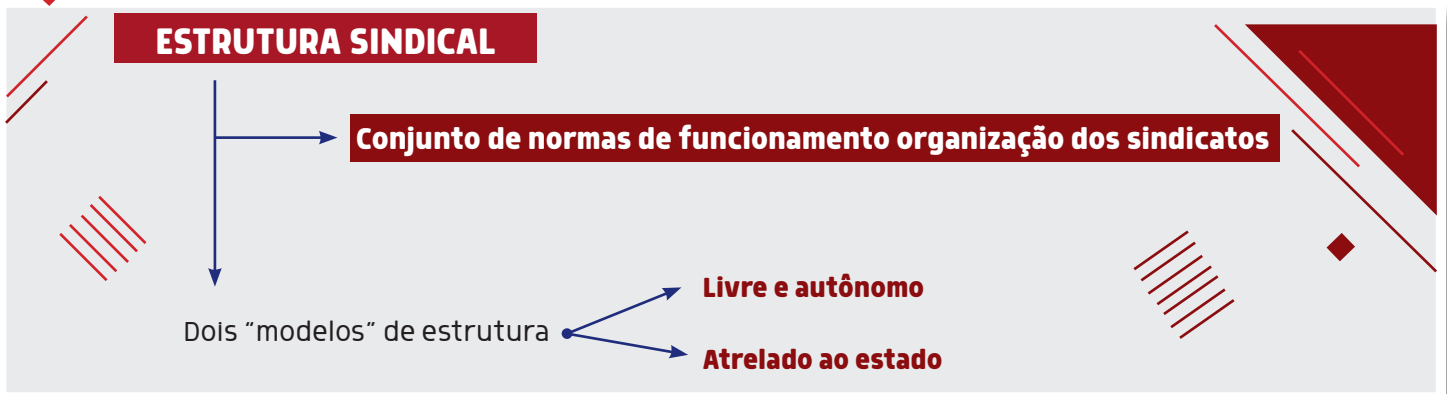 ESTRUTURA SINDICAL
Conjunto de normas de funcionamento organização dos sindicatos
Dois “modelos” de estrutura
Livre e autônomo
Atrelado ao estado